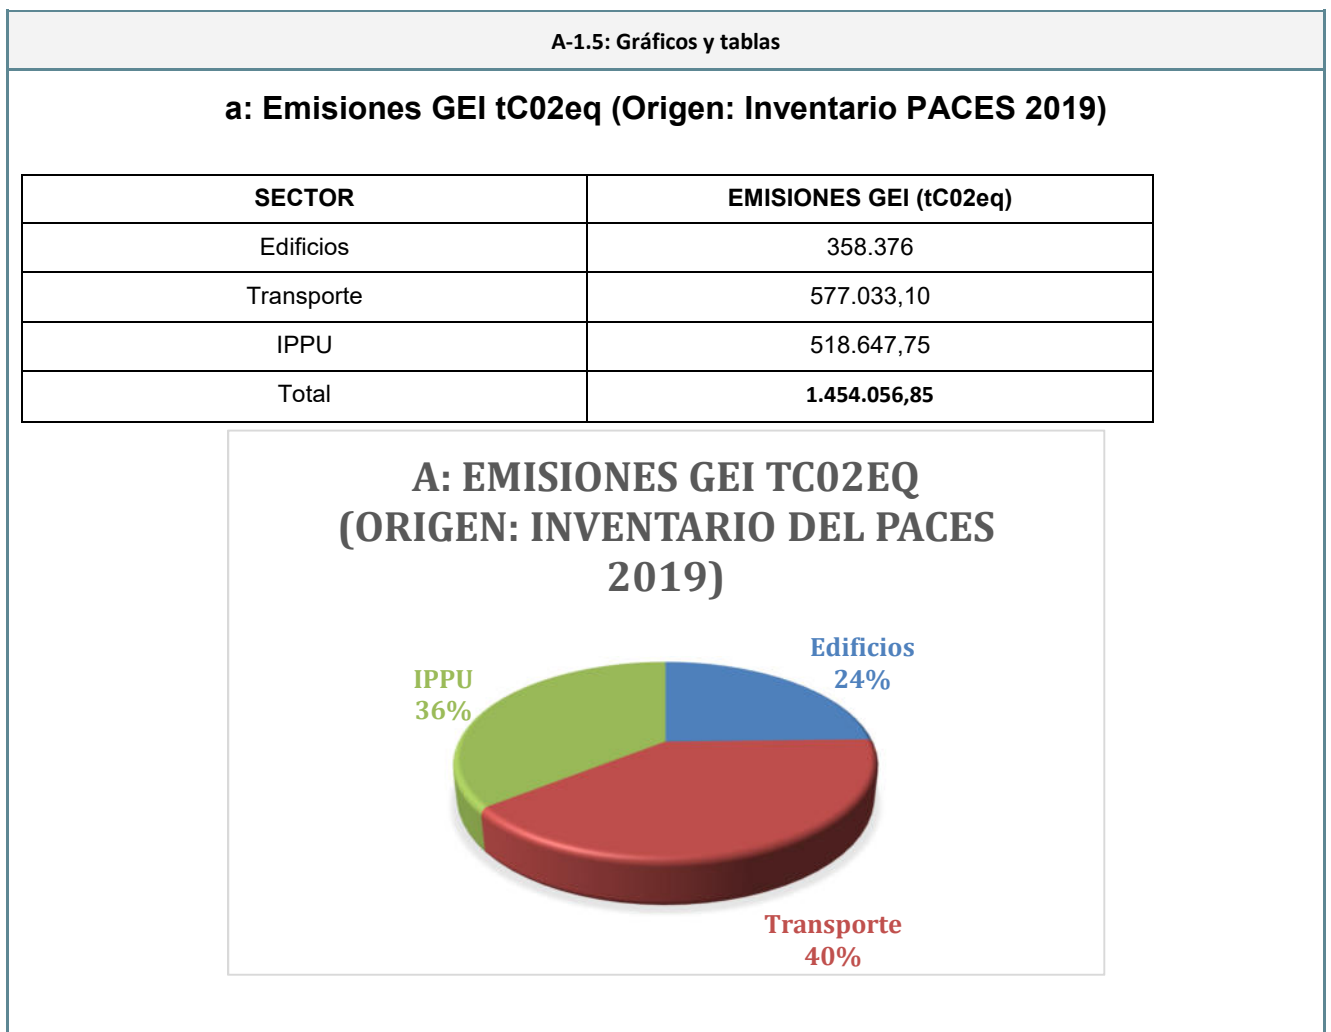 A-1.5: Gráficos y tablas
a: Emisiones GEI tC02eq (Origen: Inventario PACES 2019)
SECTOR EMISIONES GEI (tC02eq)
Edificios 358.376
Transporte 577.033,10
IPPU 518.647,75
Total 1.454.056,85
A: EMISIONES GEI TC02EQ
(ORIGEN: INVENTARIO DEL PACES
2019)
Edificios
24%
IPPU
36%
Transporte
40%